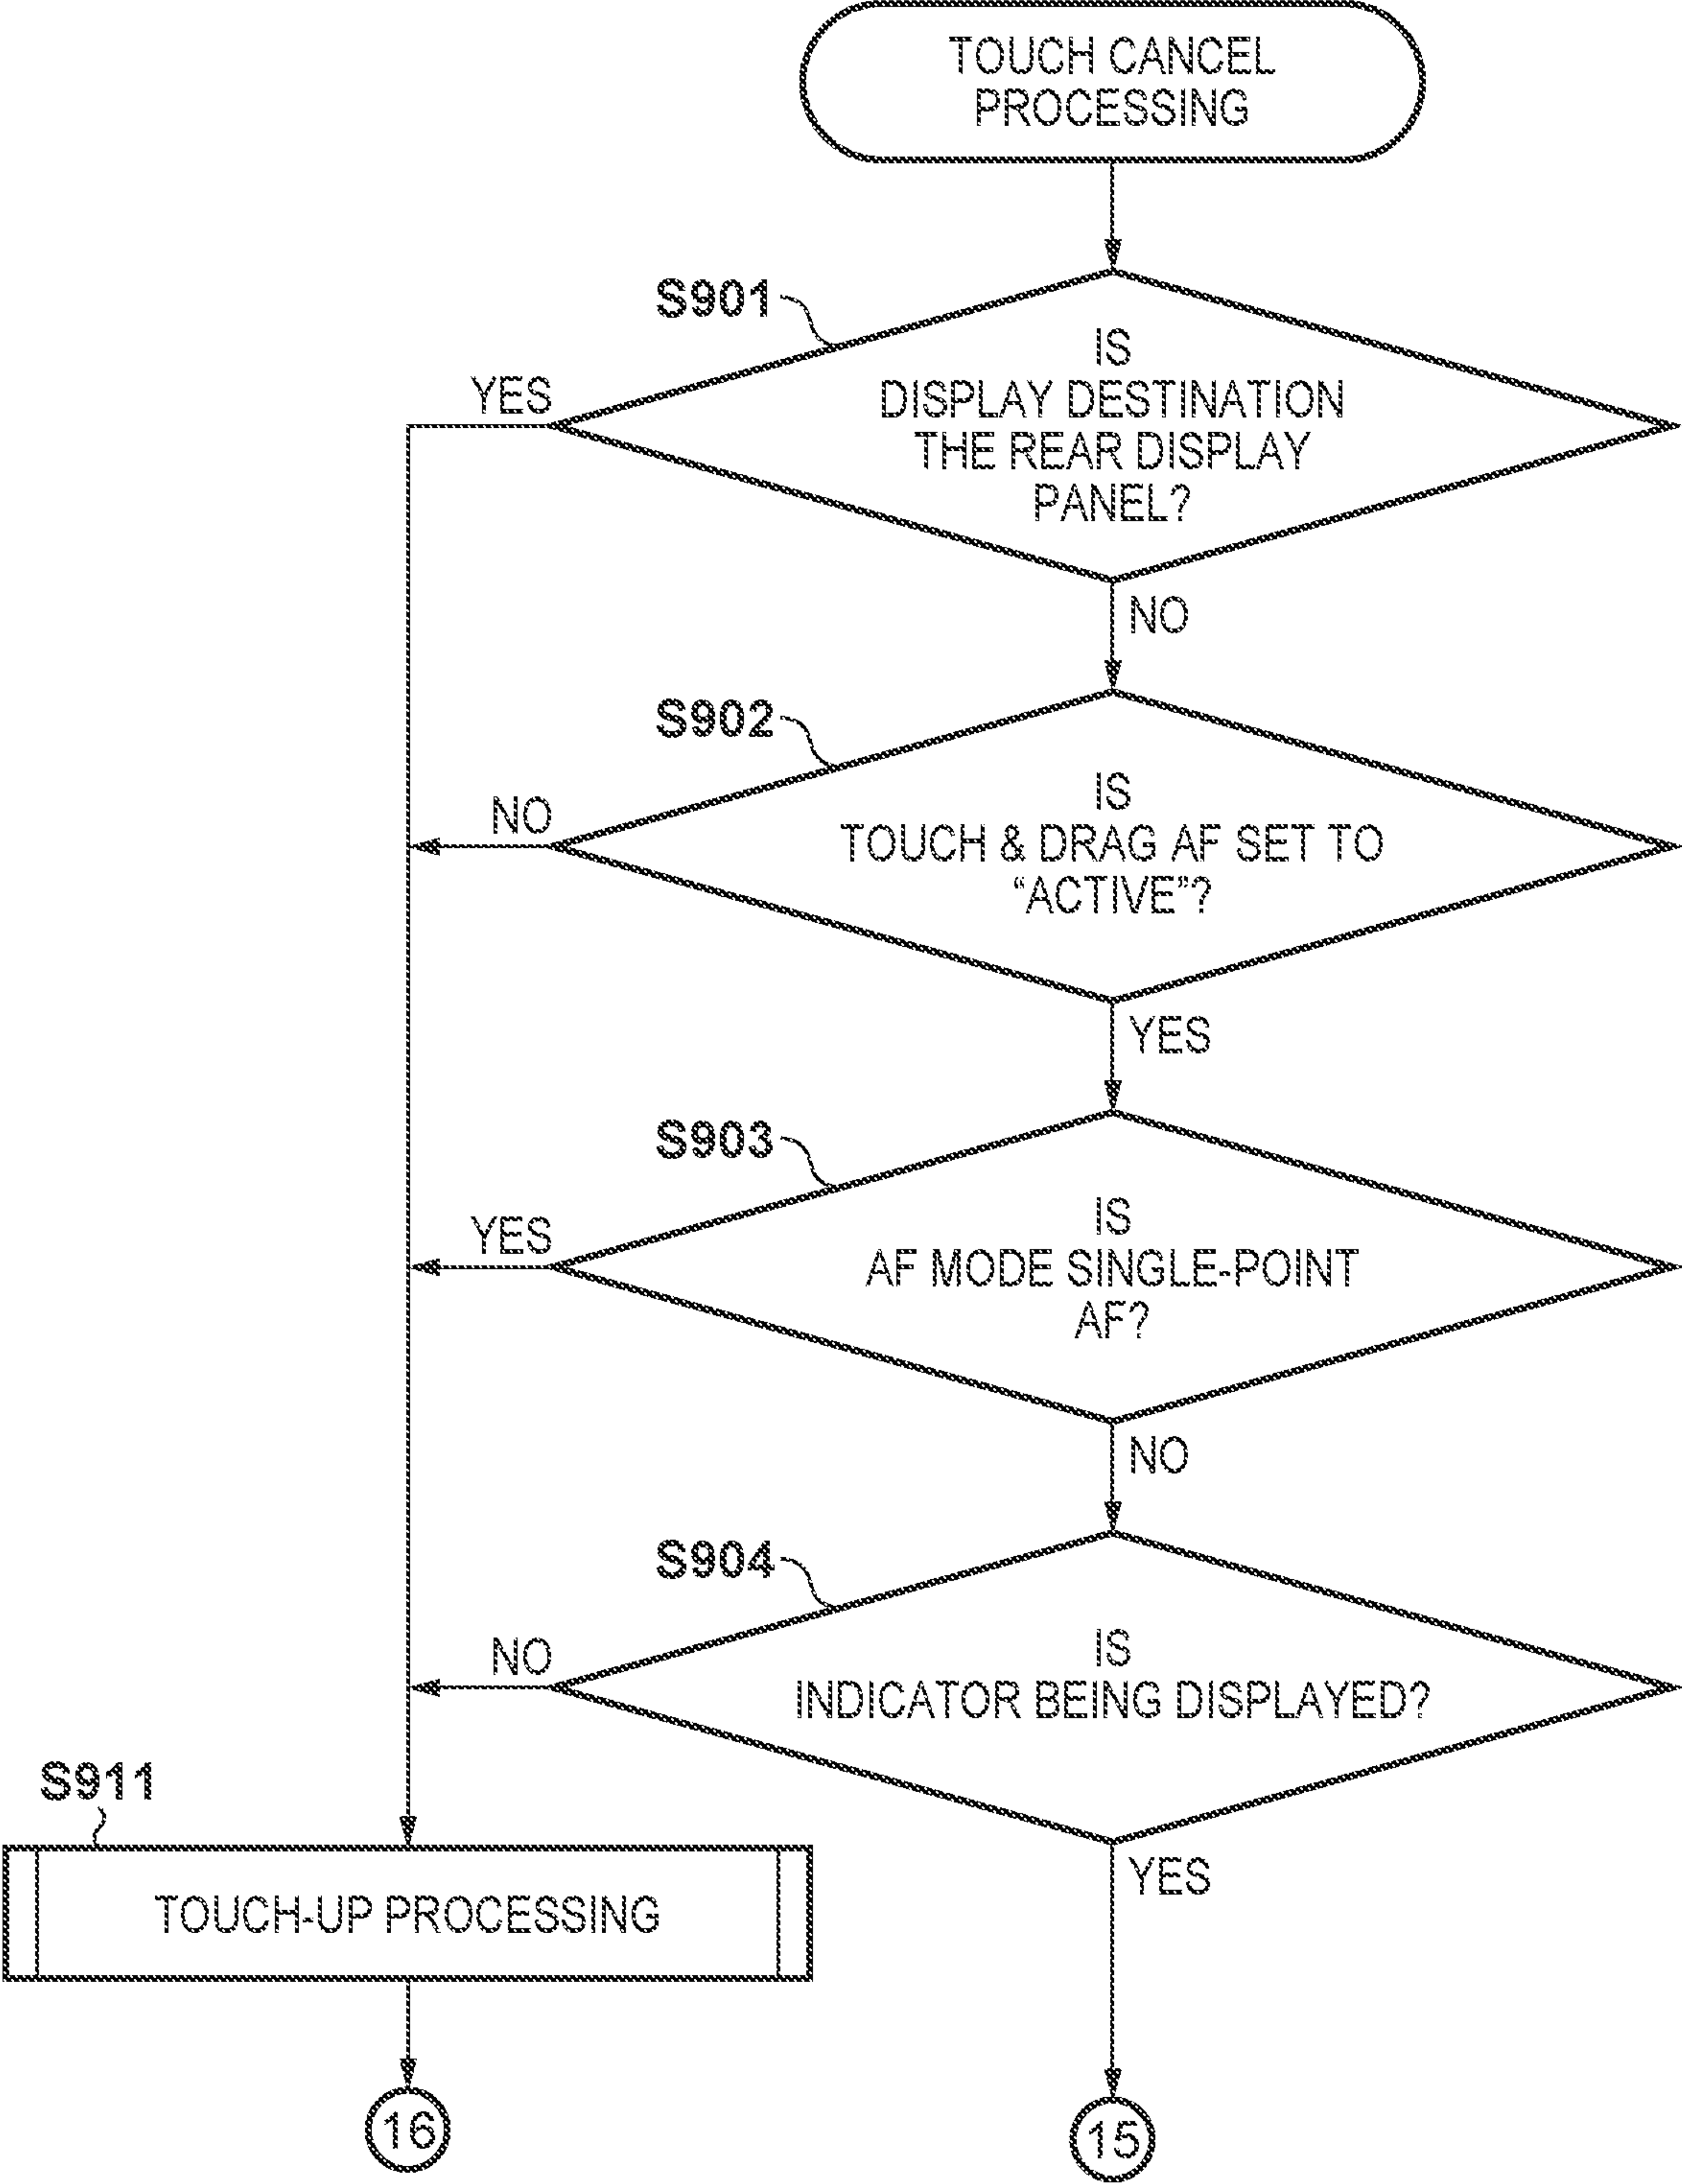 TOUCH CANCEL
PROCESSING
S901
IS
DISPLAY DESTINATION
THE REAR DISPLAY
PANEL?
YES
NO
S902
IS
TOUCH & DRAG AF SET TO
“ACTIVE”?
NO
YES
S903
IS
AF MODE SINGLE-POINT
AF?
YES
NO
S904
IS
INDICATOR BEING DISPLAYED?
NO
YES
S911
TOUCH-UP PROCESSING
16
15